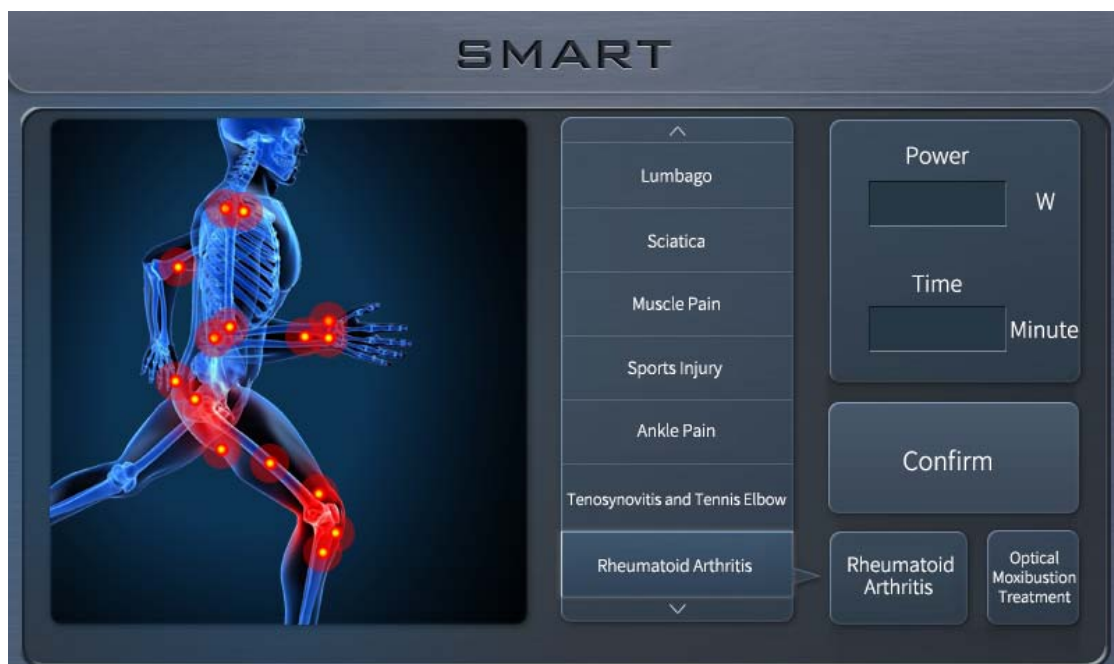 SMART
Lumbago
Sciatica
Muscle Pain
Sports Injury
Ankle Pain
Tenosynovitis and Tennis Elbow
Rheumatoid Arthritis
Power
W
Time
Minute
Confirm
Rheumatoid
Arthritis
Optical
Moxibustion
Treatment